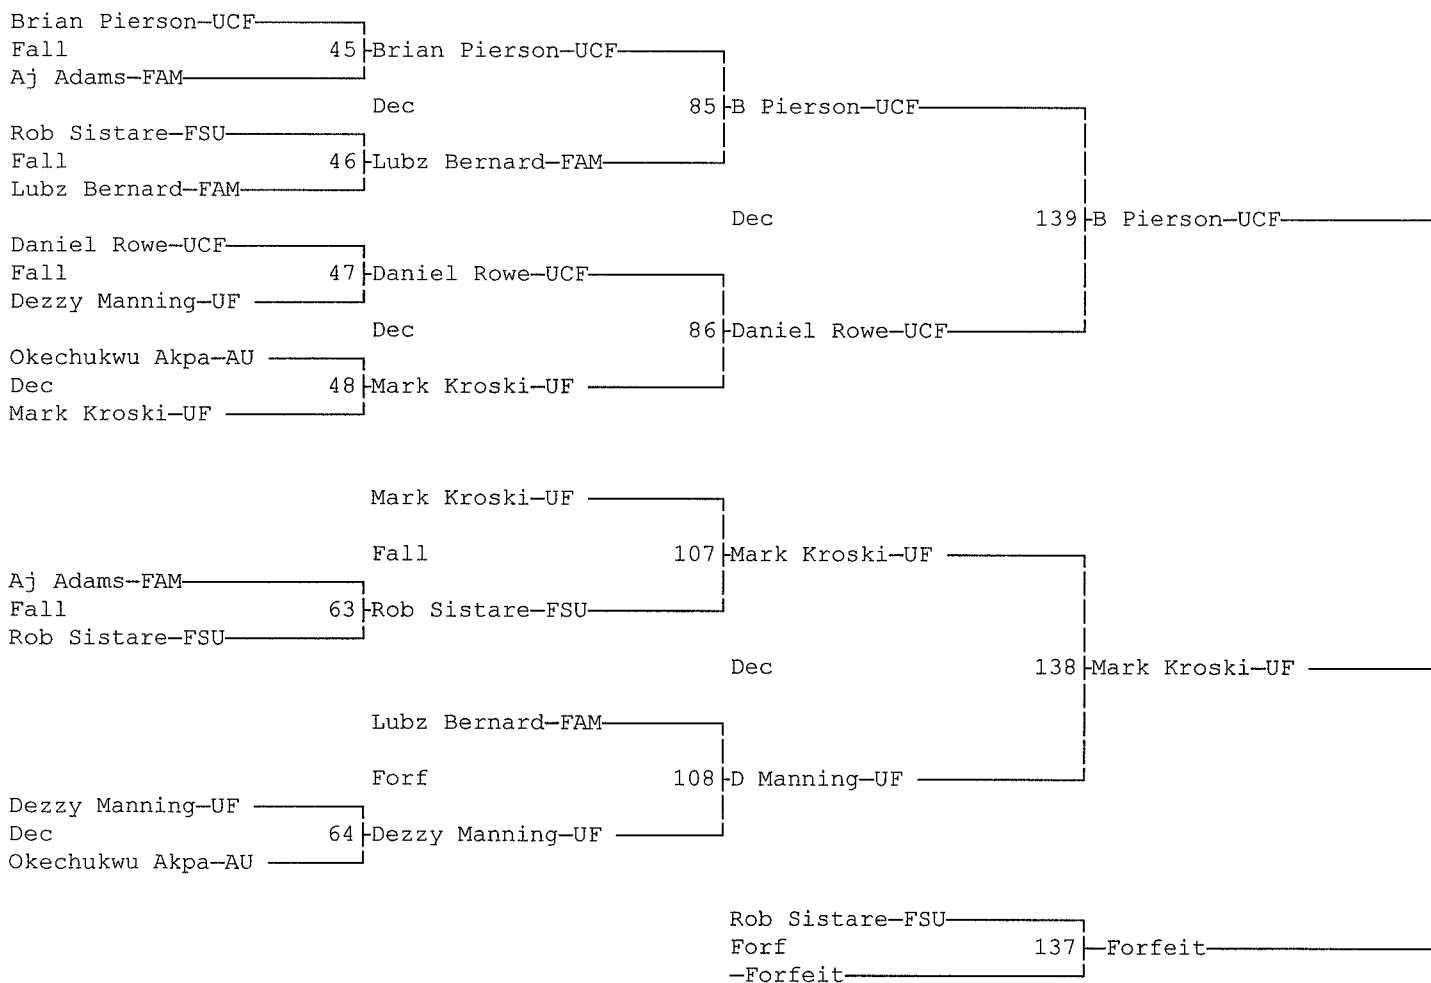 Brian Pierson—UCF
Fall 45 Brian Pierson—UCF
Aj Adams—FAM
Dec 85 B Pierson—UCF
Rob Sistare—FSU
Fall 46 Lubz Bernard—FAM
Lubz Bernard—FAM
Dec 139 B Pierson—UCF
Daniel Rowe—UCF
Fall 47 Daniel Rowe—UCF
Dezzy Manning—UF
Dec 86 Daniel Rowe—UCF
Okechukwu Akpa—AU
Dec 48 Mark Kroski—UF
Mark Kroski—UF
Mark Kroski—UF
Fall 107 Mark Kroski—UF
Aj Adams—FAM
Fall 63 Rob Sistare—FSU
Rob Sistare—FSU
Dec 138 Mark Kroski—UF
Lubz Bernard—FAM
Forf 108 D Manning—UF
Dezzy Manning—UF
Dec 64 Dezzy Manning—UF
Okechukwu Akpa—AU
Rob Sistare—FSU
Forf 137 —Forfeit
—Forfeit